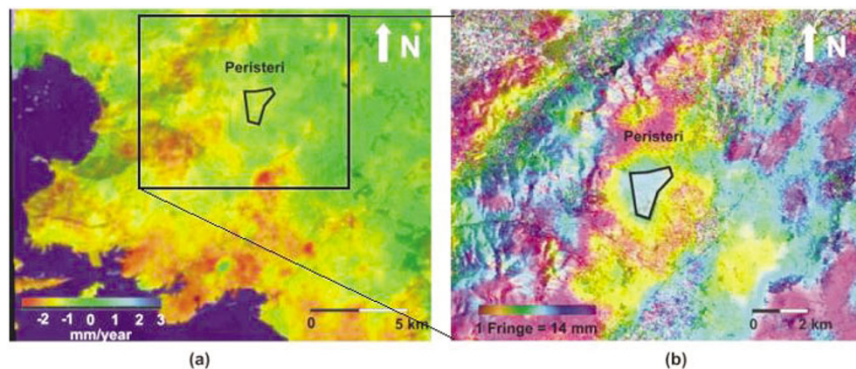 N
Peristeri
-2 -1 0 1 2 3
mm/year
0 5 km
(a)
N
Peristeri
1 Fringe = 14 mm
0 2 km
(b)